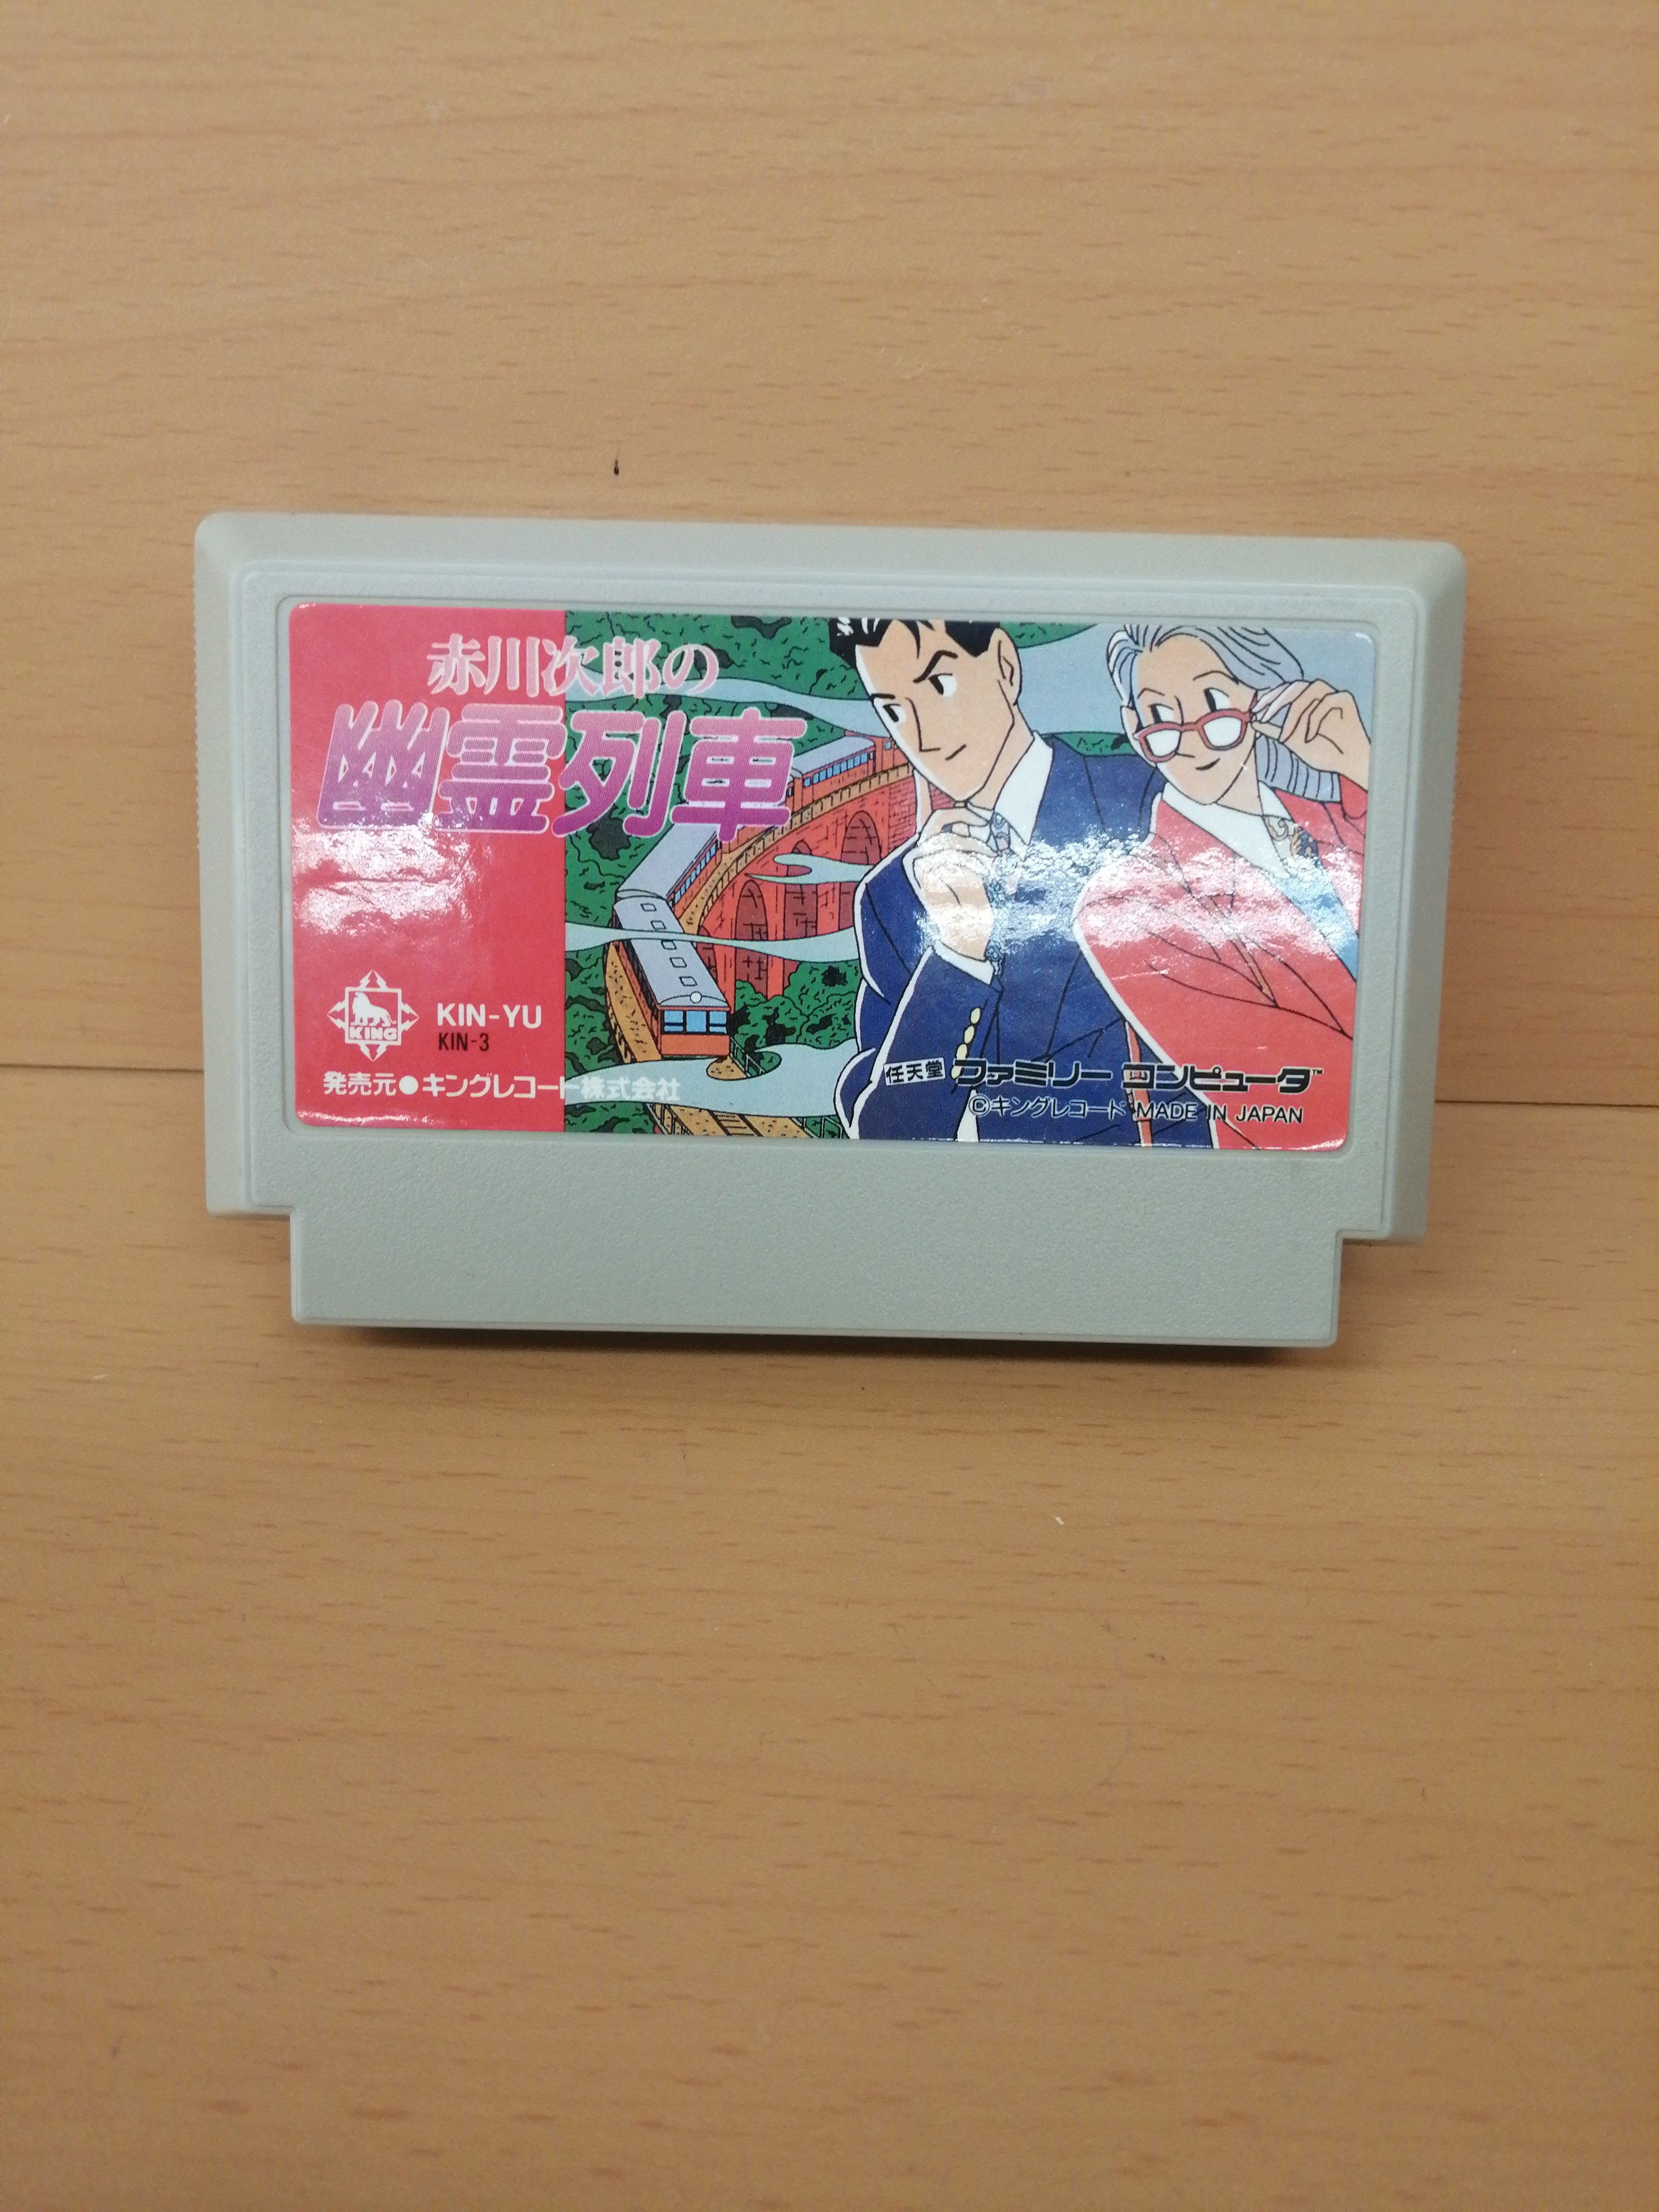 赤川次郎の
幽霊列車
KING
KIN-YU
KIN-3
発売元●キングレコード株式会社
任天堂 ファミリーコンピュータ™
©キングレコード MADE IN JAPAN